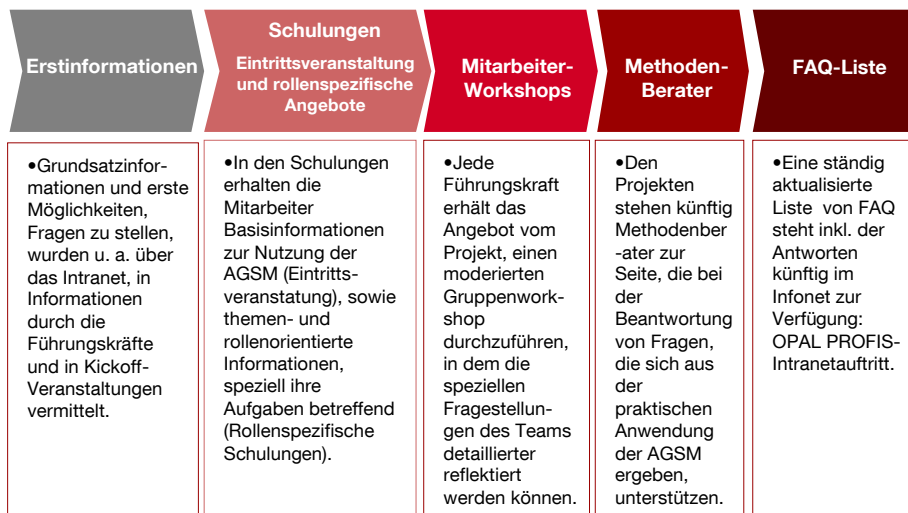 Erstinformationen
Schulungen
Eintrittsveranstaltung
und rollenspezifische
Angebote
Mitarbeiter-
Workshops
Methoden-
Berater
FAQ-Liste
•Grundsatzinfor-
mationen und erste
Möglichkeiten,
Fragen zu stellen,
wurden u. a. über
das Intranet, in
Informationen
durch die
Führungskräfte
und in Kickoff-
Veranstaltungen
vermittelt.
•In den Schulungen
erhalten die
Mitarbeiter
Basisinformationen
zur Nutzung der
AGSM (Eintritts-
veranstatung), sowie
themen- und
rollenorientierte
Informationen,
speziell ihre
Aufgaben betreffend
(Rollenspezifische
Schulungen).
•Jede
Führungskraft
erhält das
Angebot vom
Projekt, einen
moderierten
Gruppenwork-
shop
durchzuführen,
in dem die
speziellen
Fragestellun-
gen des Teams
detaillierter
reflektiert
werden können.
•Den
Projekten
stehen künftig
Methodenber
-ater zur
Seite, die bei
der
Beantwortung
von Fragen,
die sich aus
der
praktischen
Anwendung
der AGSM
ergeben,
unterstützen.
•Eine ständig
aktualisierte
Liste von FAQ
steht inkl. der
Antworten
künftig im
Infonet zur
Verfügung:
OPAL PROFIS-
Intranetauftritt.